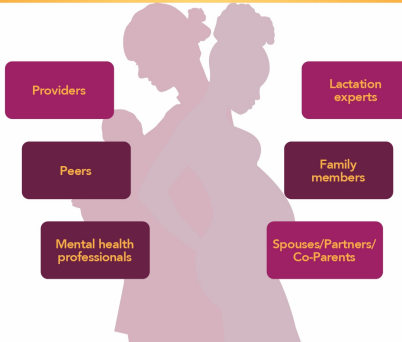 Providers
Lactation
experts
Peers
Family
members
Mental health
professionals
Spouses/Partners/
Co-Parents